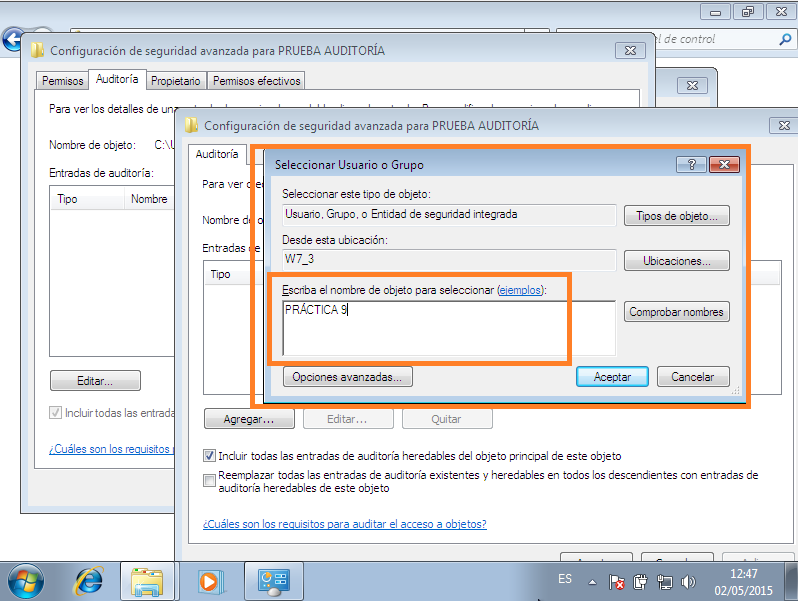 l de control
Configuración de seguridad avanzada para PRUEBA AUDITORÍA
Permisos
Auditoría
Propietario
Permisos efectivos
Para ver los detalles de una
Nombre de objeto: C:\U
Entradas de auditoría:
Tipo
Nombre
Editar...
Incluir todas las entrada
¿Cuáles son los requisitos
Configuración de seguridad avanzada para PRUEBA AUDITORÍA
Auditoría
Para ver
Nombre de o
Entradas de
Tipo
Seleccionar Usuario o Grupo
Seleccionar este tipo de objeto:
Usuario, Grupo, o Entidad de seguridad integrada
Tipos de objeto...
Desde esta ubicación:
W7_3
Ubicaciones...
Escriba el nombre de objeto para seleccionar (ejemplos):
PRÁCTICA 9
Comprobar nombres
Opciones avanzadas...
Aceptar
Cancelar
Agregar...
Editar...
Quitar
Incluir todas las entradas de auditoría heredables del objeto principal de este objeto
Reemplazar todas las entradas de auditoría existentes y heredables en todos los descendientes con entradas de
auditoría heredables de este objeto
¿Cuáles son los requisitos para auditar el acceso a objetos?
ES
12:47
02/05/2015